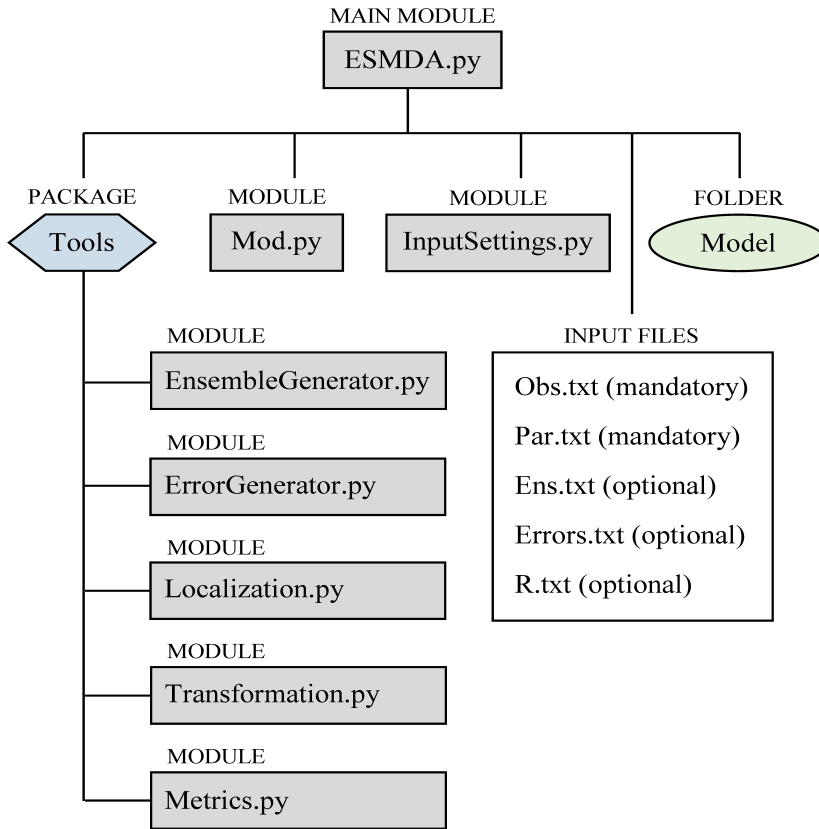 MAIN MODULE
ESMDA.py
PACKAGE
Tools
MODULE
Mod.py
MODULE
InputSettings.py
FOLDER
Model
MODULE
EnsembleGenerator.py
MODULE
ErrorGenerator.py
MODULE
Localization.py
MODULE
Transformation.py
MODULE
Metrics.py
INPUT FILES
Obs.txt (mandatory)
Par.txt (mandatory)
Ens.txt (optional)
Errors.txt (optional)
R.txt (optional)